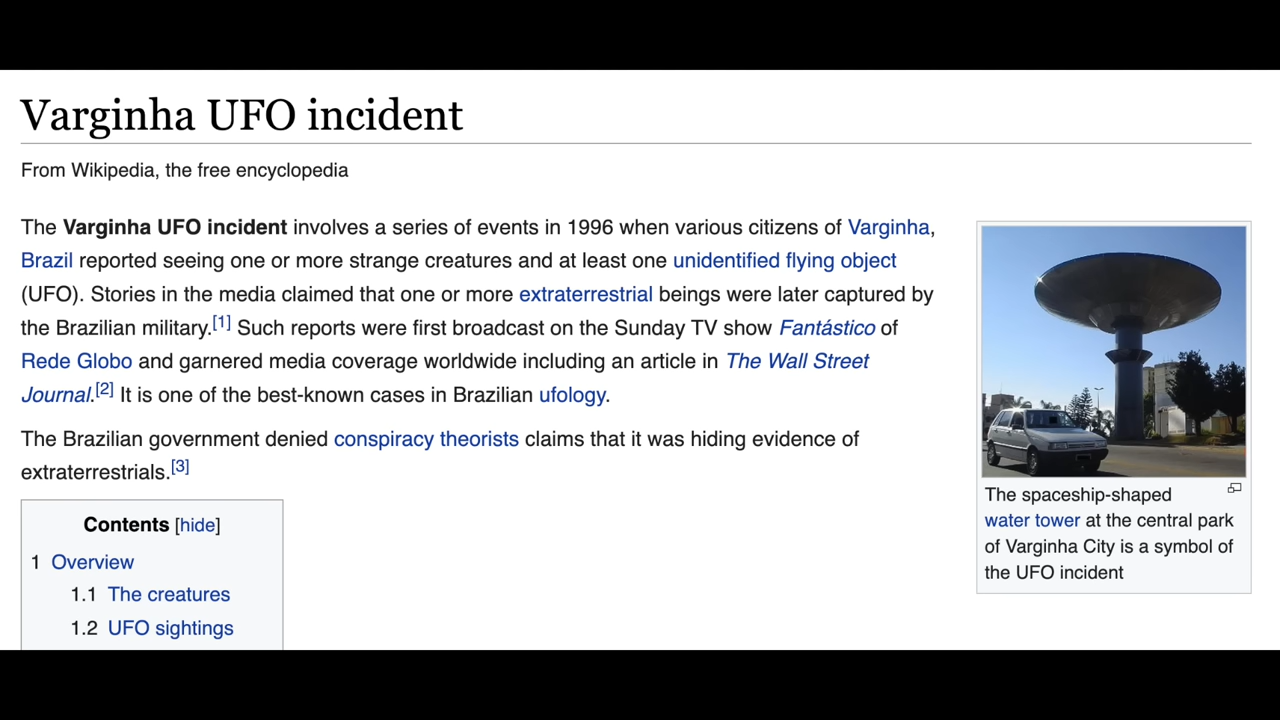 Varginha UFO incident
From Wikipedia, the free encyclopedia
The Varginha UFO incident involves a series of events in 1996 when various citizens of Varginha,
Brazil reported seeing one or more strange creatures and at least one unidentified flying object
(UFO). Stories in the media claimed that one or more extraterrestrial beings were later captured by
the Brazilian military.[1] Such reports were first broadcast on the Sunday TV show Fantástico of
Rede Globo and garnered media coverage worldwide including an article in The Wall Street
Journal.[2] It is one of the best-known cases in Brazilian ufology.
The Brazilian government denied conspiracy theorists claims that it was hiding evidence of
extraterrestrials.[3]
Contents [hide]
1 Overview
1.1 The creatures
1.2 UFO sightings
The spaceship-shaped
water tower at the central park
of Varginha City is a symbol of
the UFO incident